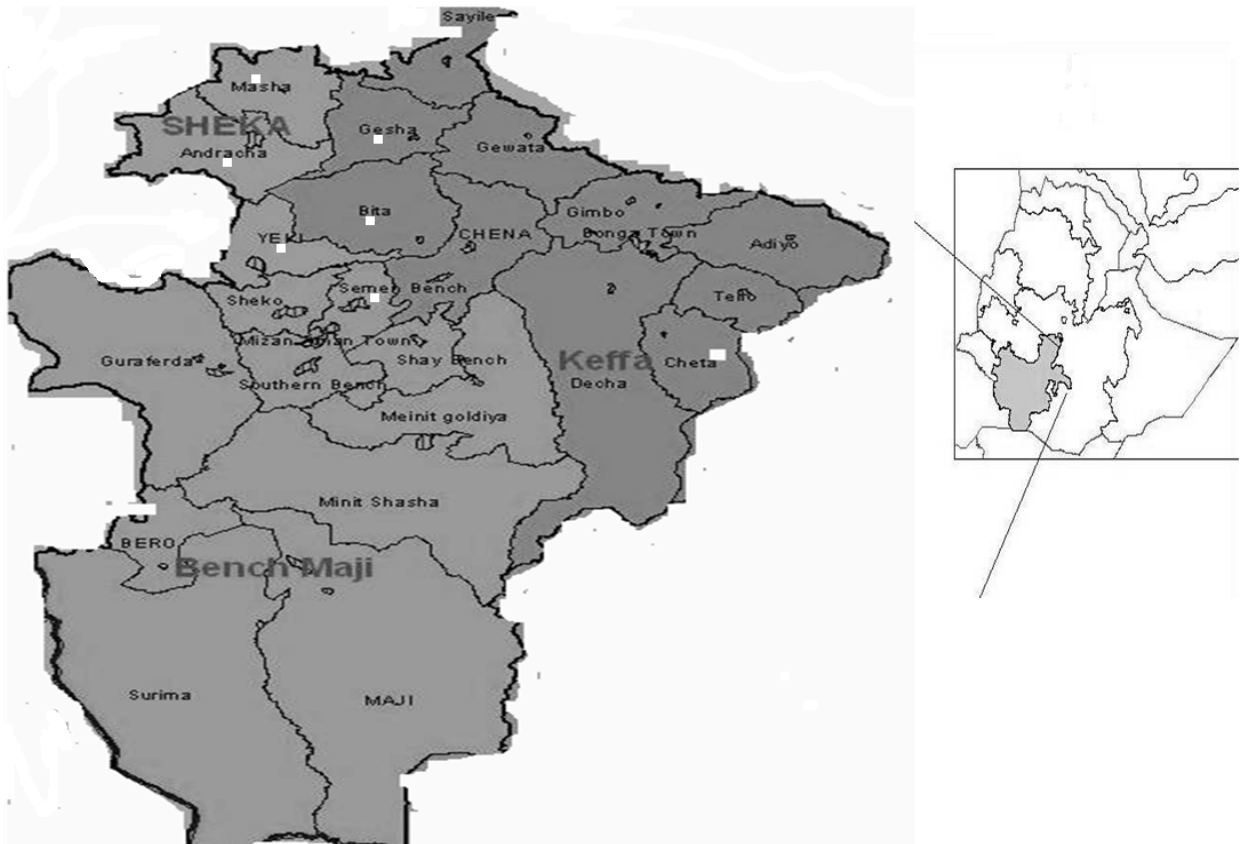 Sayile
Masha
SHEKA
Andracha
Gesha
Gewata
Bita
YEKI
CHENA
Gimbo
Bonga Town
Adiyo
Sheko
Semen Bench
Tello
Mizan Aman Town
Guraferda
Shay Bench
Southern Bench
Keffa
Decha
Cheta
Meinit goldiya
Minit Shasha
BERO
Bench Maji
Surima
MAJI